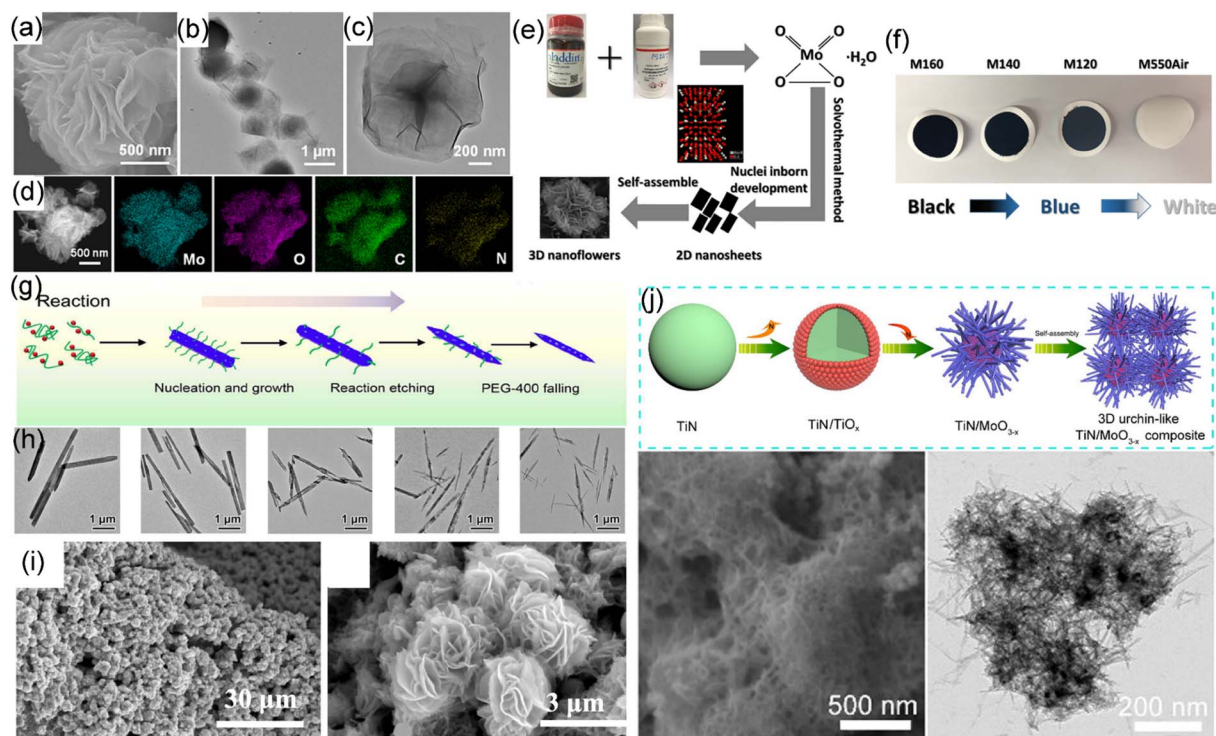 (a)
500 nm
(b)
1 μm
(c)
200 nm
(d)
500 nm
Mo
O
C
N
(e)
addin
+
O
O
Mo
O
O
·H₂O
Solvothermal method
Nuclei inborn
development
Self-assemble
3D nanoflowers
2D nanosheets
(f)
M160
M140
M120
M550Air
Black
Blue
White
(g)
Reaction
Nucleation and growth
Reaction etching
PEG-400 falling
(h)
1 μm
1 μm
1 μm
1 μm
1 μm
(i)
30 μm
3 μm
(j)
N
Self-assembly
TiN
TiN/TiOₓ
TiN/MoO₃₋ₓ
3D urchin-like
TiN/MoO₃₋ₓ composite
500 nm
200 nm